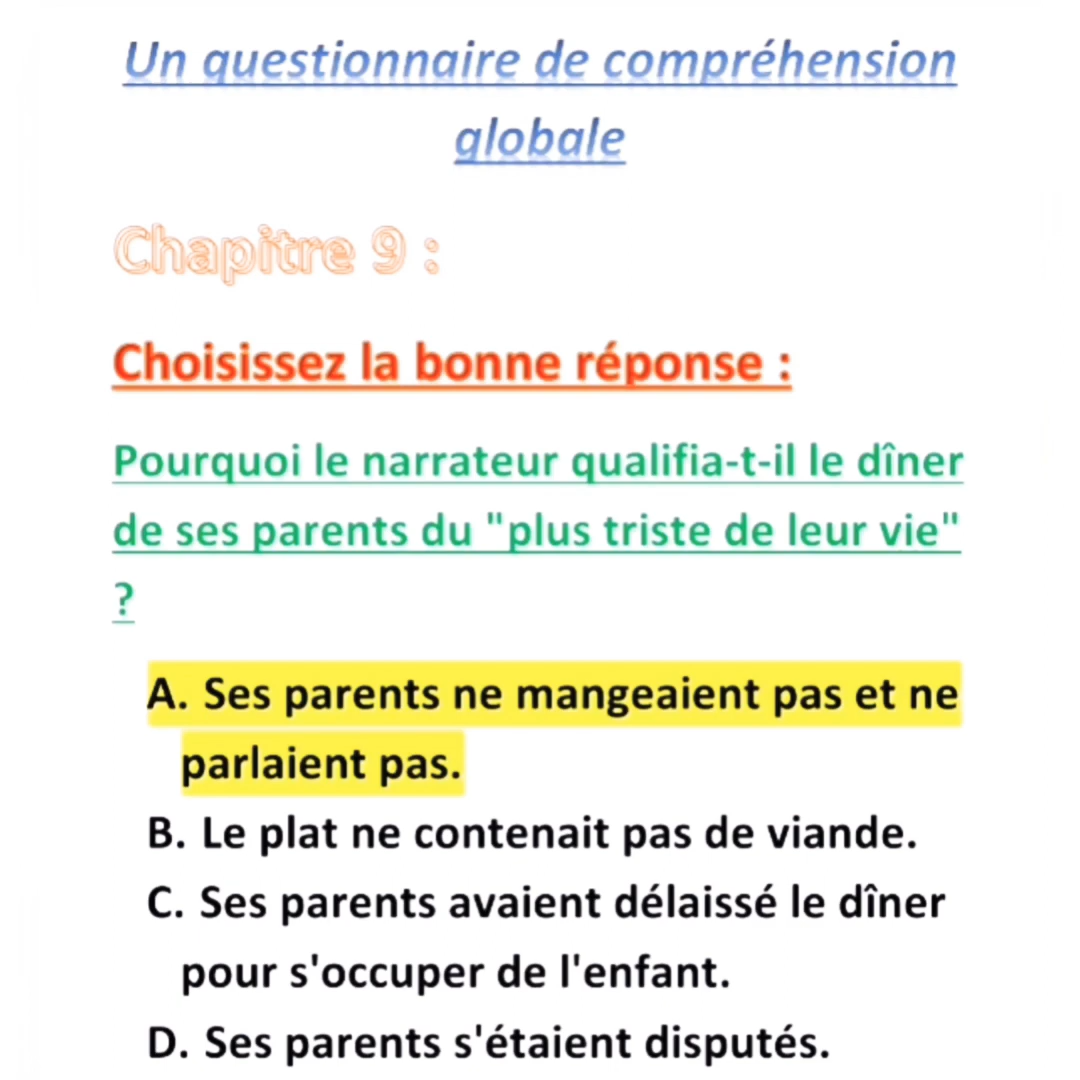 Un questionnaire de compréhension
globale
Chapitre 9 :
Choisissez la bonne réponse :
Pourquoi le narrateur qualifia-t-il le dîner
de ses parents du "plus triste de leur vie"
?
A. Ses parents ne mangeaient pas et ne
parlaient pas.
B. Le plat ne contenait pas de viande.
C. Ses parents avaient délaissé le dîner
pour s'occuper de l'enfant.
D. Ses parents s'étaient disputés.